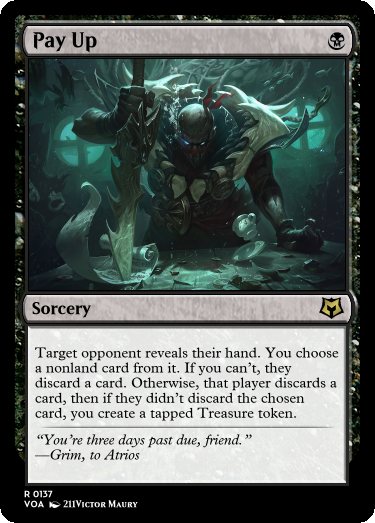 Pay Up
Sorcery
Target opponent reveals their hand. You choose
a nonland card from it. If you can't, they
discard a card. Otherwise, that player discards a
card, then if they didn't discard the chosen
card, you create a tapped Treasure token.
“You're three days past due, friend.”
—Grim, to Atrios
R 0137
VOA 211Victor Maury